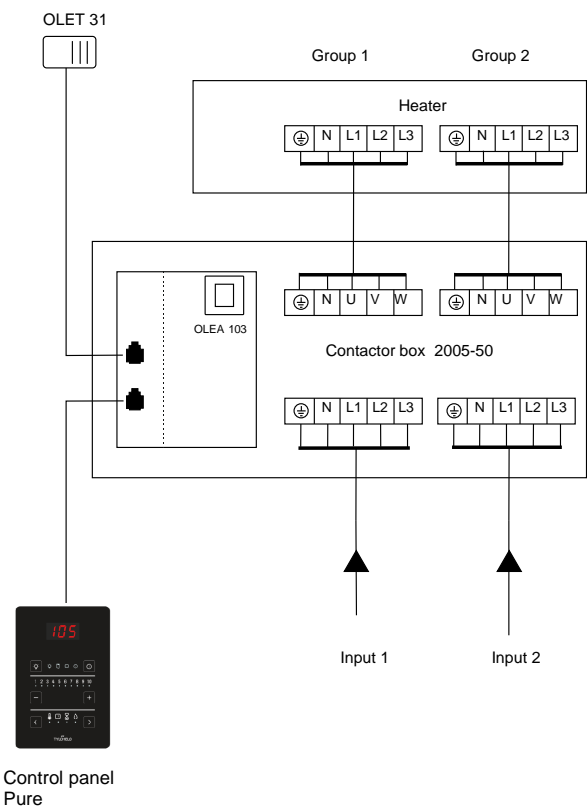 OLET 31
Group 1
Group 2
Heater
N L1 L2 L3
N L1 L2 L3
N U V W
N U V W
OLEA 103
Contactor box 2005-50
N L1 L2 L3
N L1 L2 L3
Input 1
Input 2
105
1 2 3 4 5 6 7 8 9 10
TYLÖHELO
Control panel
Pure